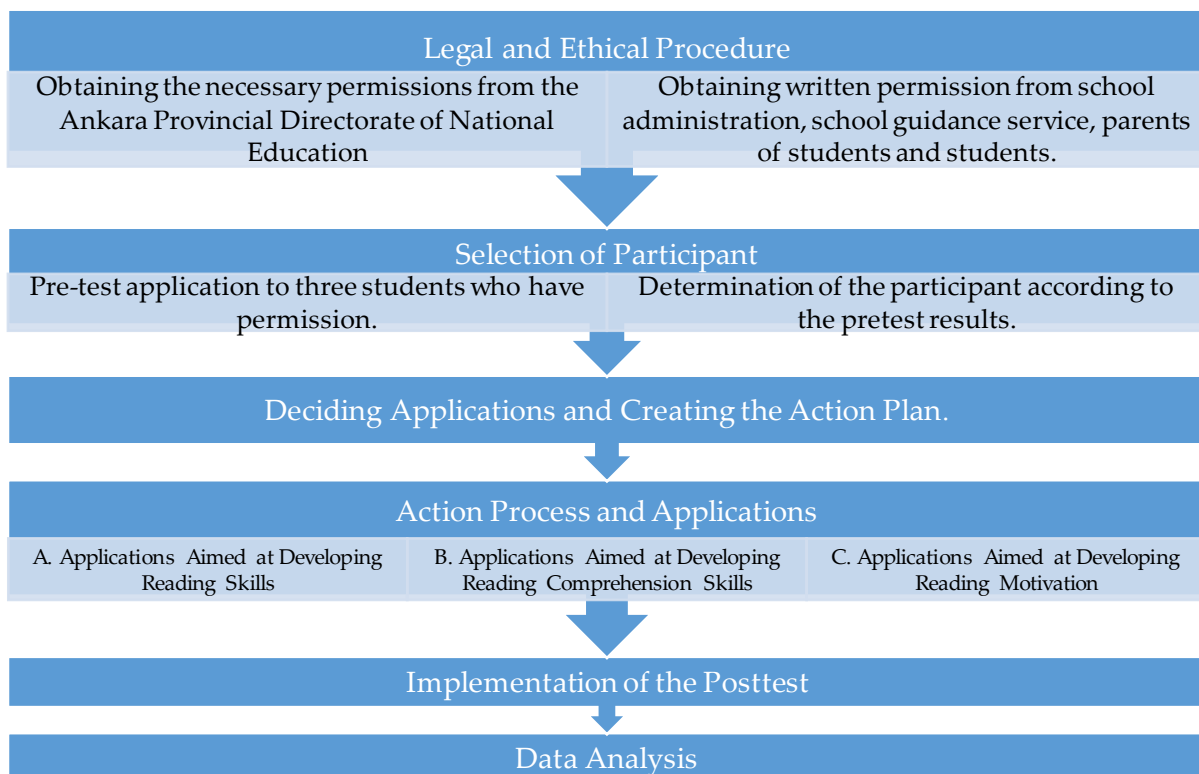 Legal and Ethical Procedure
Obtaining the necessary permissions from the
Ankara Provincial Directorate of National
Education
Obtaining written permission from school
administration, school guidance service, parents
of students and students.
Selection of Participant
Pre-test application to three students who have
permission.
Determination of the participant according to
the pretest results.
Deciding Applications and Creating the Action Plan.
Action Process and Applications
A. Applications Aimed at Developing
Reading Skills
B. Applications Aimed at Developing
Reading Comprehension Skills
C. Applications Aimed at Developing
Reading Motivation
Implementation of the Posttest
Data Analysis